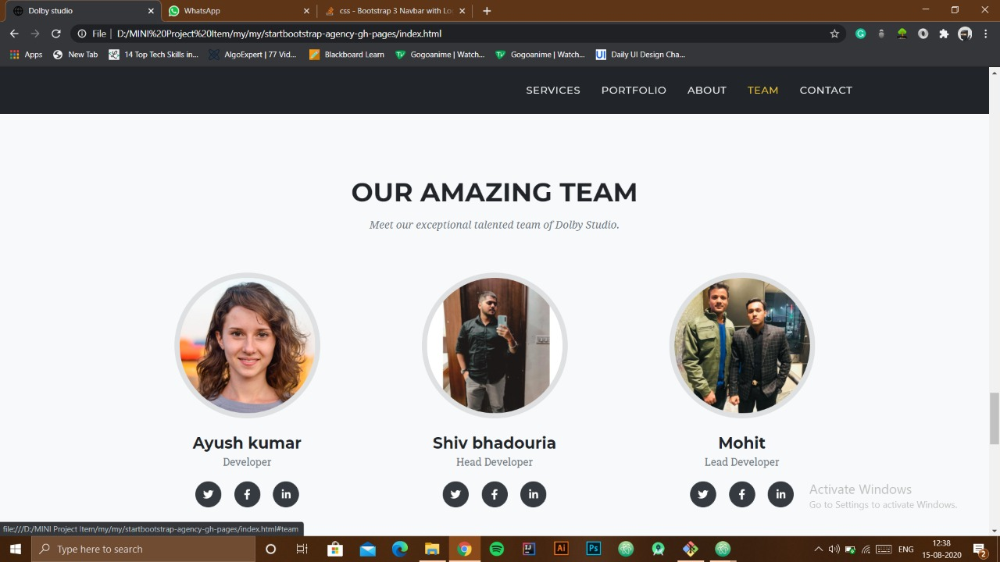 Dolby studio
WhatsApp
css - Bootstrap 3 Navbar with Lo
File | D:/MINI%20Project%20Item/my/my/startbootstrap-agency-gh-pages/index.html
Apps
New Tab
14 Top Tech Skills in...
AlgoExpert | 77 Vid...
Blackboard Learn
Gogoanime | Watch...
Gogoanime | Watch...
UI
Daily UI Design Cha...
SERVICES
PORTFOLIO
ABOUT
TEAM
CONTACT
OUR AMAZING TEAM
Meet our exceptional talented team of Dolby Studio.
Ayush kumar
Shiv bhadouria
Mohit
Developer
Head Developer
Lead Developer
Activate Windows
Go to Settings to activate Windows.
file:///D:/MINI Project Item/my/my/startbootstrap-agency-gh-pages/index.html#team
Type here to search
Ai
Ps
ENG
12:38
15-08-2020
2